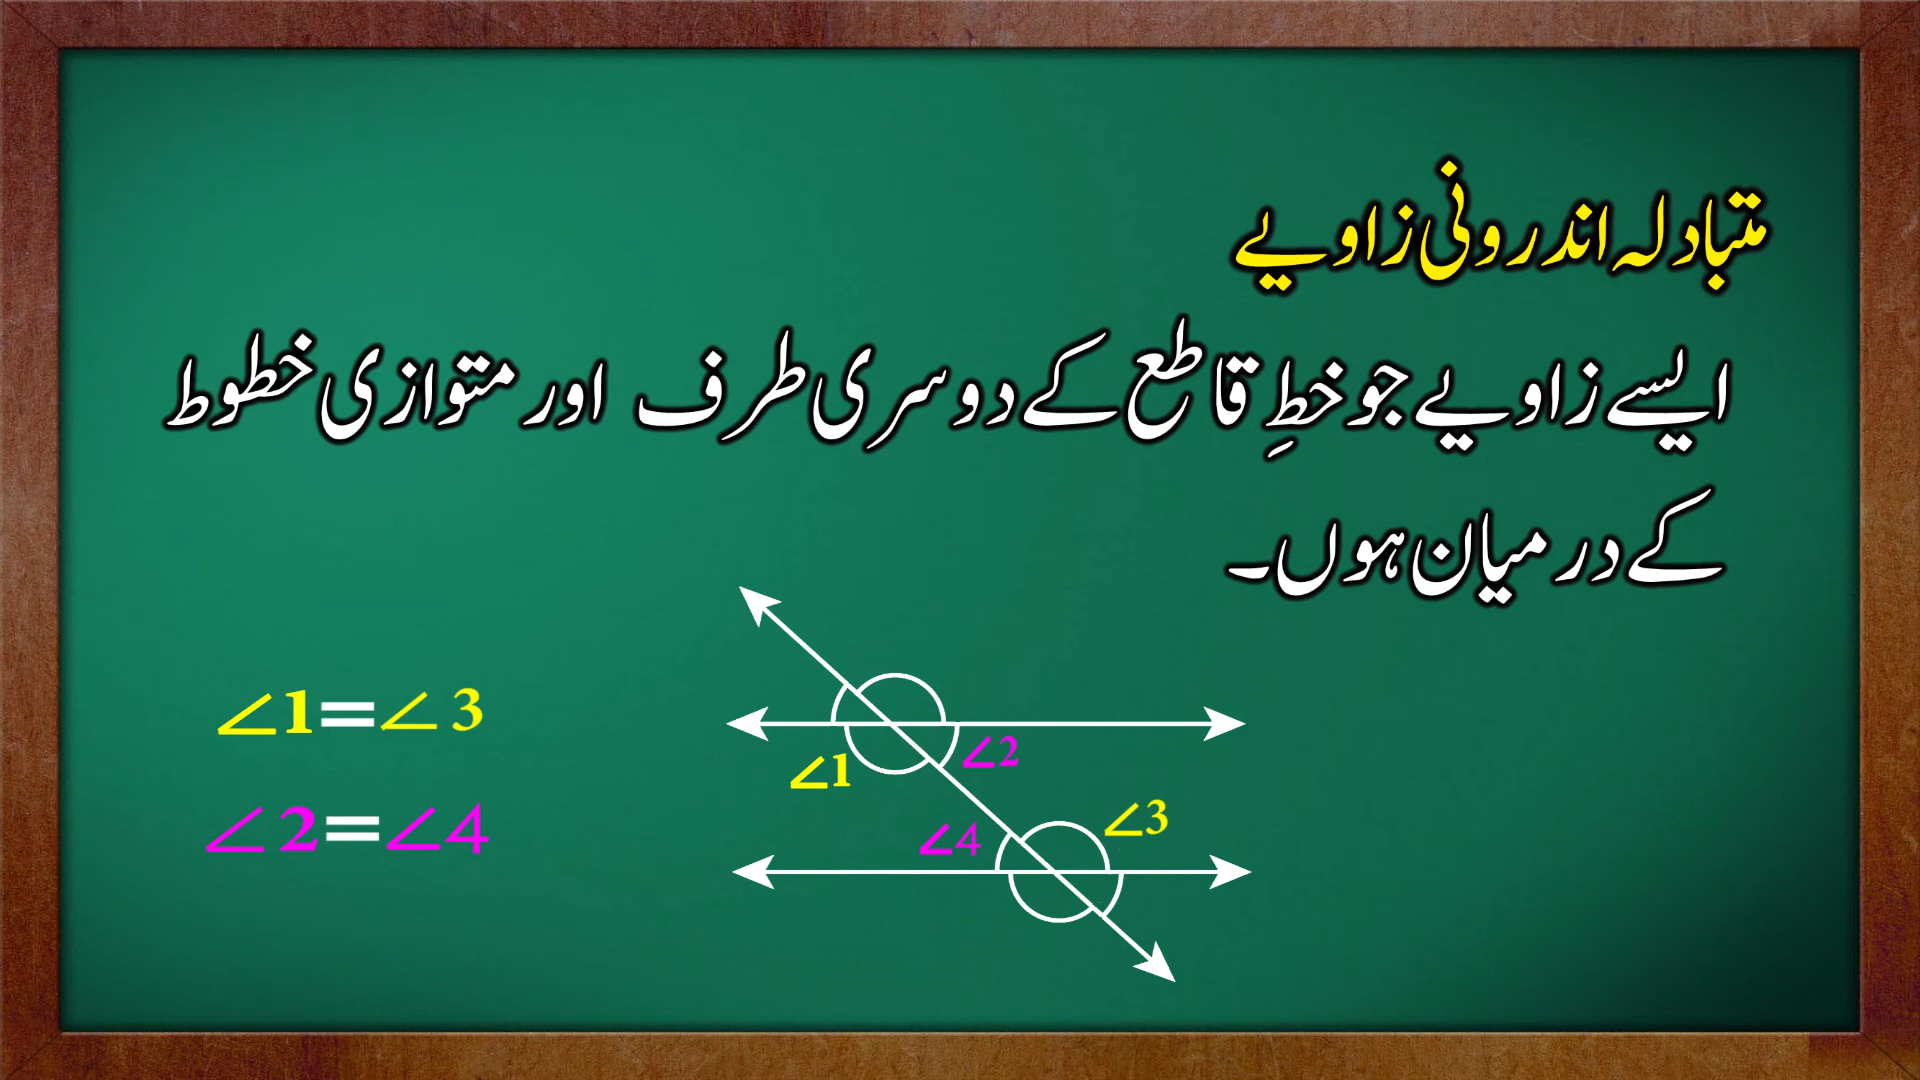 متبادلہ اندرونی زاویے
ایسے زاویے جو خطِ قاطع کے دوسری طرف اور متوازی خطوط
کے درمیان ہوں۔
∠1=∠3
∠2=∠4
∠1
∠2
∠4
∠3